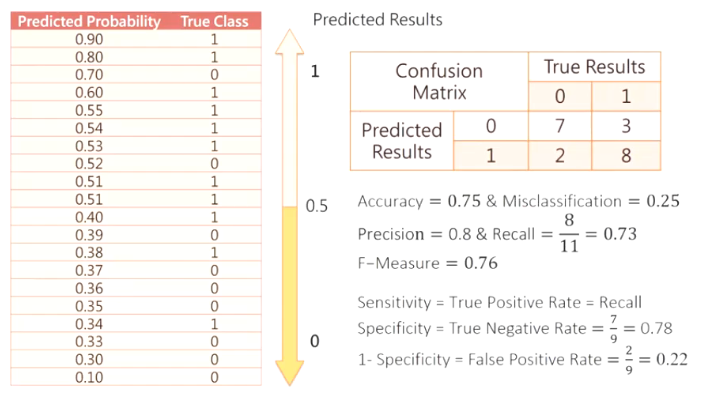 Predicted Probability True Class
0.90 1
0.80 1
0.70 0
0.60 1
0.55 1
0.54 1
0.53 1
0.52 0
0.51 1
0.51 1
0.40 1
0.39 0
0.38 1
0.37 0
0.36 0
0.35 0
0.34 1
0.33 0
0.30 0
0.10 0
1
0.5
0
Predicted Results
Confusion Matrix True Results
0 1
Predicted Results 0 7 3
1 2 8
Accuracy = 0.75 & Misclassification = 0.25
Precision = 0.8 & Recall = 8/11 = 0.73
F-Measure = 0.76
Sensitivity = True Positive Rate = Recall
Specificity = True Negative Rate = 7/9 = 0.78
1- Specificity = False Positive Rate = 2/9 = 0.22